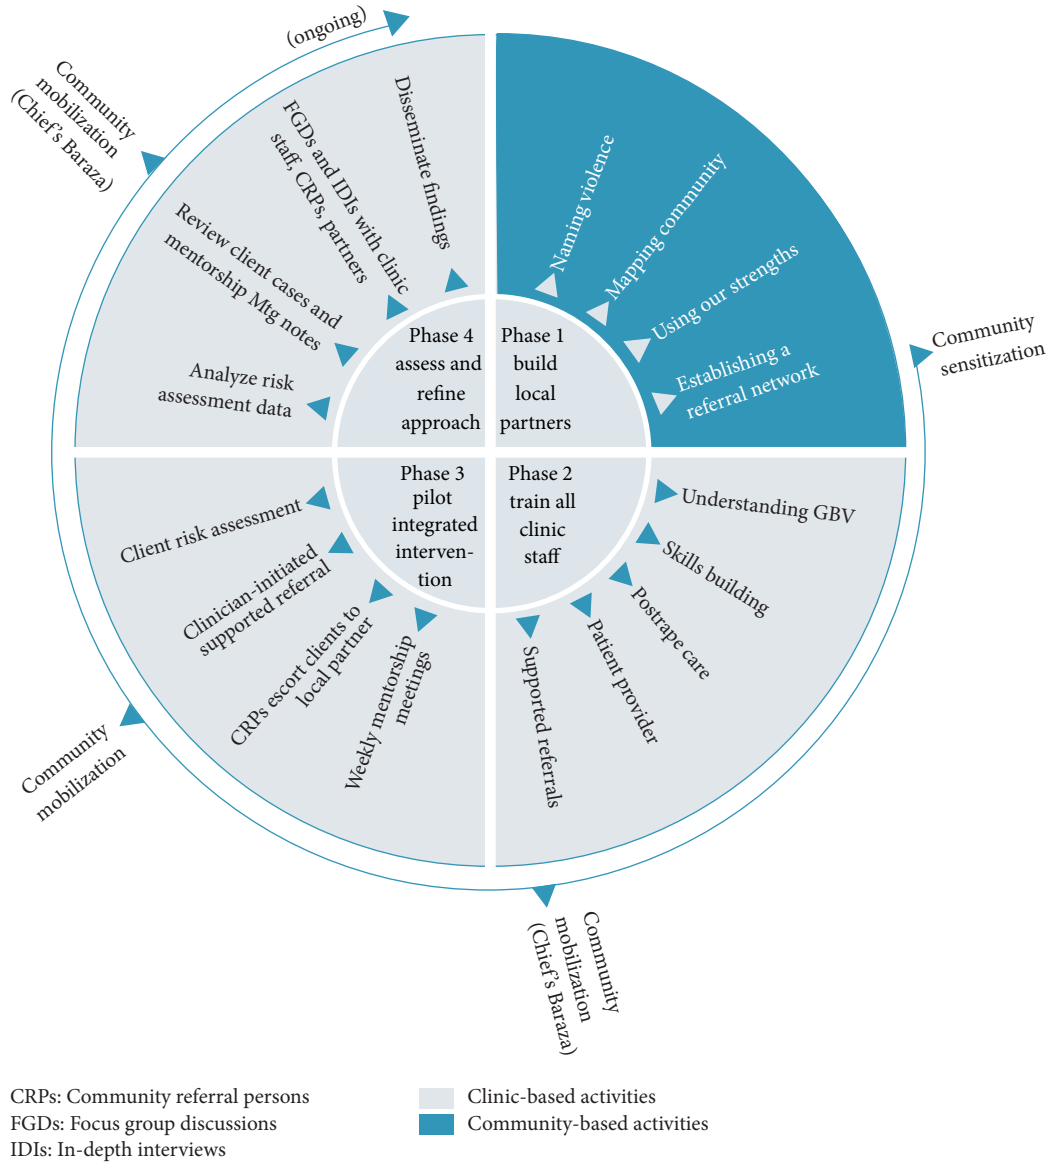 (ongoing)
Community
mobilization
(Chief's Baraza)
Disseminate findings
FGDs and IDIs with clinic
staff, CRPs, partners
Review client cases and
mentorship Mtg notes
Analyze risk
assessment data
Phase 4
assess and
refine
approach
Phase 1
build
local
partners
Naming violence
Mapping community
Using our strengths
Establishing a
referral network
Community
sensitization
Phase 2
train all
clinic
staff
Understanding GBV
Skills building
Postrape care
Patient provider
Supported referrals
Community
mobilization
(Chief's Baraza)
Phase 3
pilot
integrated
interven-
tion
Client risk assessment
Clinician-initiated
supported referral
CRPs escort clients to
local partner
Weekly mentorship
meetings
Community
mobilization
CRPs: Community referral persons
FGDs: Focus group discussions
IDIs: In-depth interviews
Clinic-based activities
Community-based activities